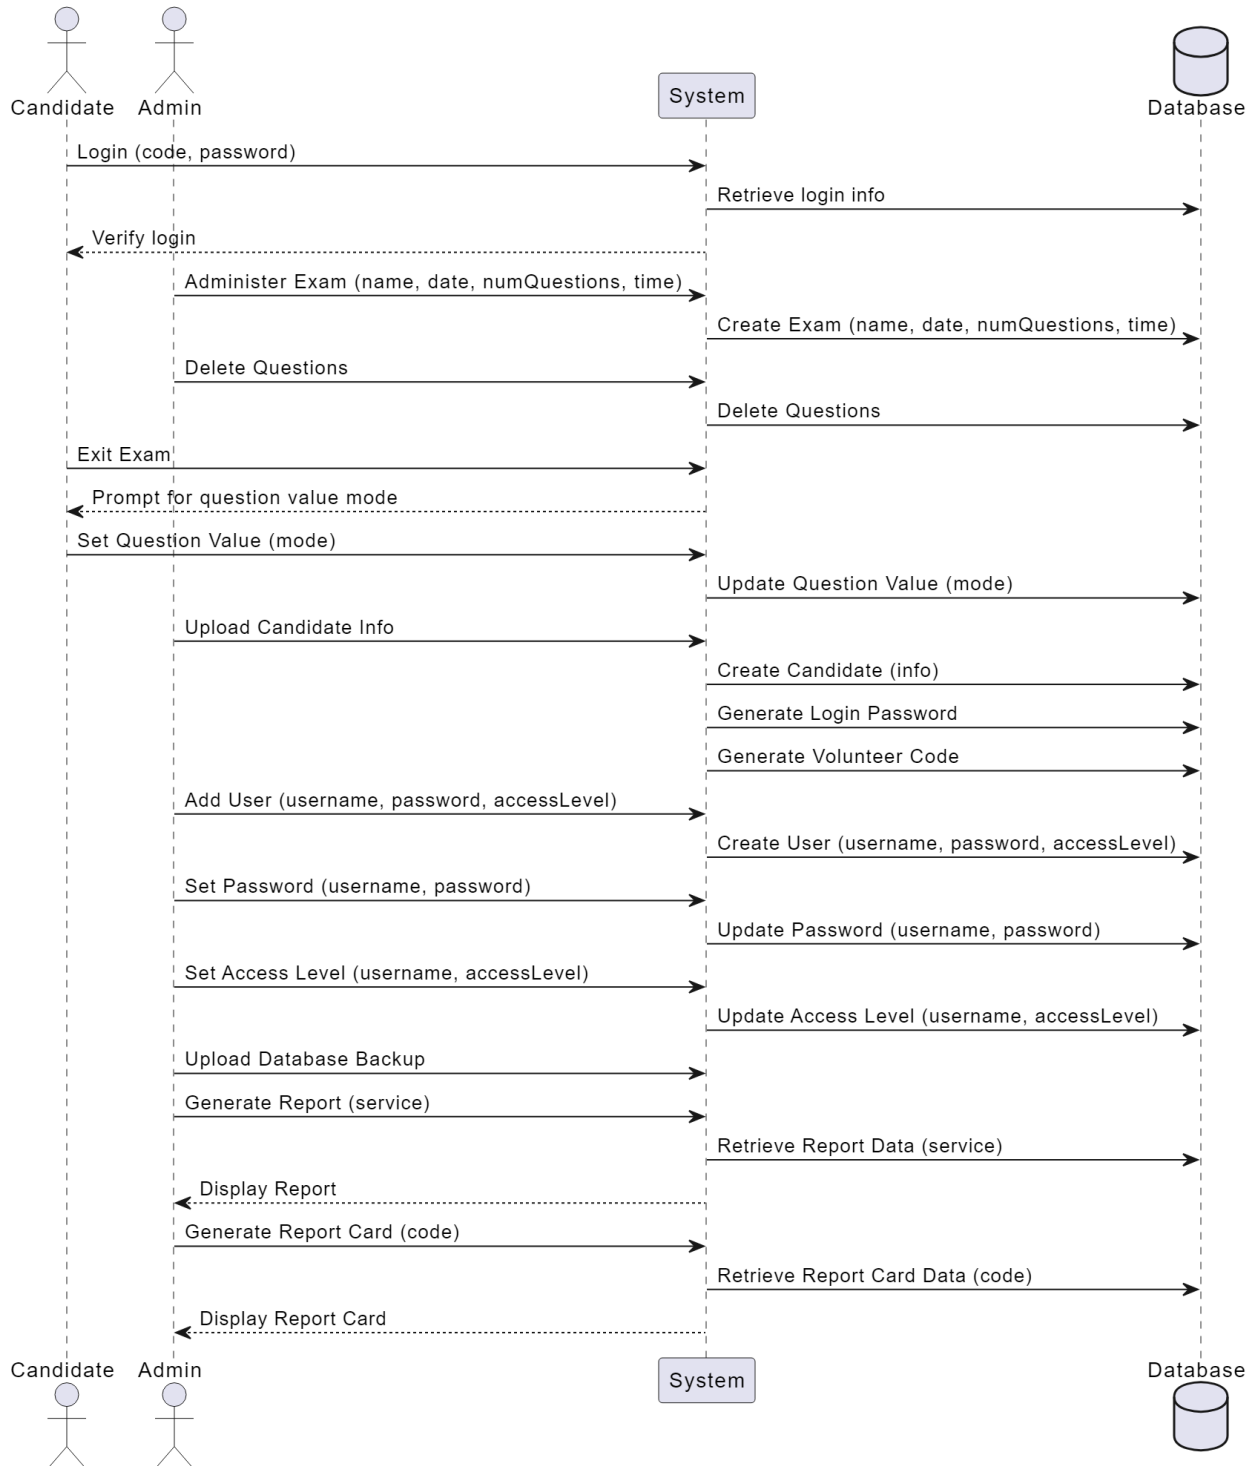 Candidate
Admin
System
Database
Login (code, password)
Retrieve login info
Verify login
Administer Exam (name, date, numQuestions, time)
Create Exam (name, date, numQuestions, time)
Delete Questions
Delete Questions
Exit Exam
Prompt for question value mode
Set Question Value (mode)
Update Question Value (mode)
Upload Candidate Info
Create Candidate (info)
Generate Login Password
Generate Volunteer Code
Add User (username, password, accessLevel)
Create User (username, password, accessLevel)
Set Password (username, password)
Update Password (username, password)
Set Access Level (username, accessLevel)
Update Access Level (username, accessLevel)
Upload Database Backup
Generate Report (service)
Retrieve Report Data (service)
Display Report
Generate Report Card (code)
Retrieve Report Card Data (code)
Display Report Card
Candidate
Admin
System
Database